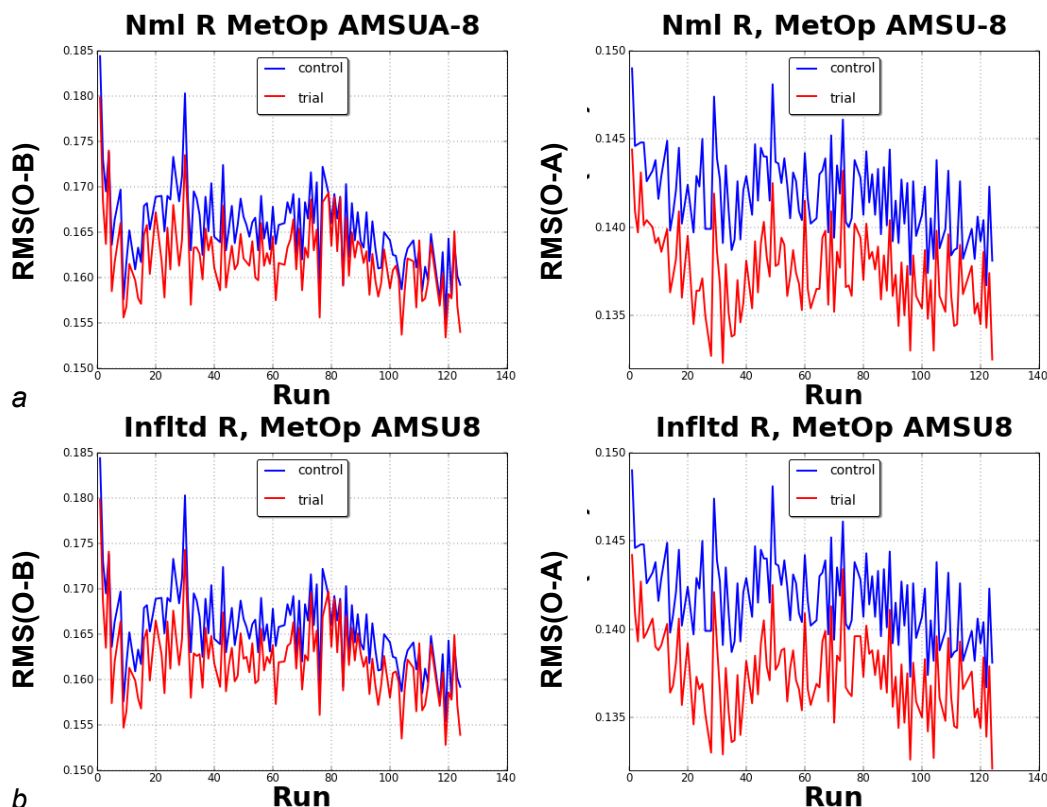 Nml R MetOp AMSUA-8
RMS(O-B)
0.185
0.180
0.175
0.170
0.165
0.160
0.155
0.150
control
trial
0 20 40 60 80 100 120 140
Run
a
Nml R, MetOp AMSU-8
RMS(O-A)
0.150
0.145
0.140
0.135
control
trial
0 20 40 60 80 100 120 140
Run
Infltd R, MetOp AMSU8
RMS(O-B)
0.185
0.180
0.175
0.170
0.165
0.160
0.155
0.150
control
trial
0 20 40 60 80 100 120 140
Run
b
Infltd R, MetOp AMSU8
RMS(O-A)
0.150
0.145
0.140
0.135
control
trial
0 20 40 60 80 100 120 140
Run